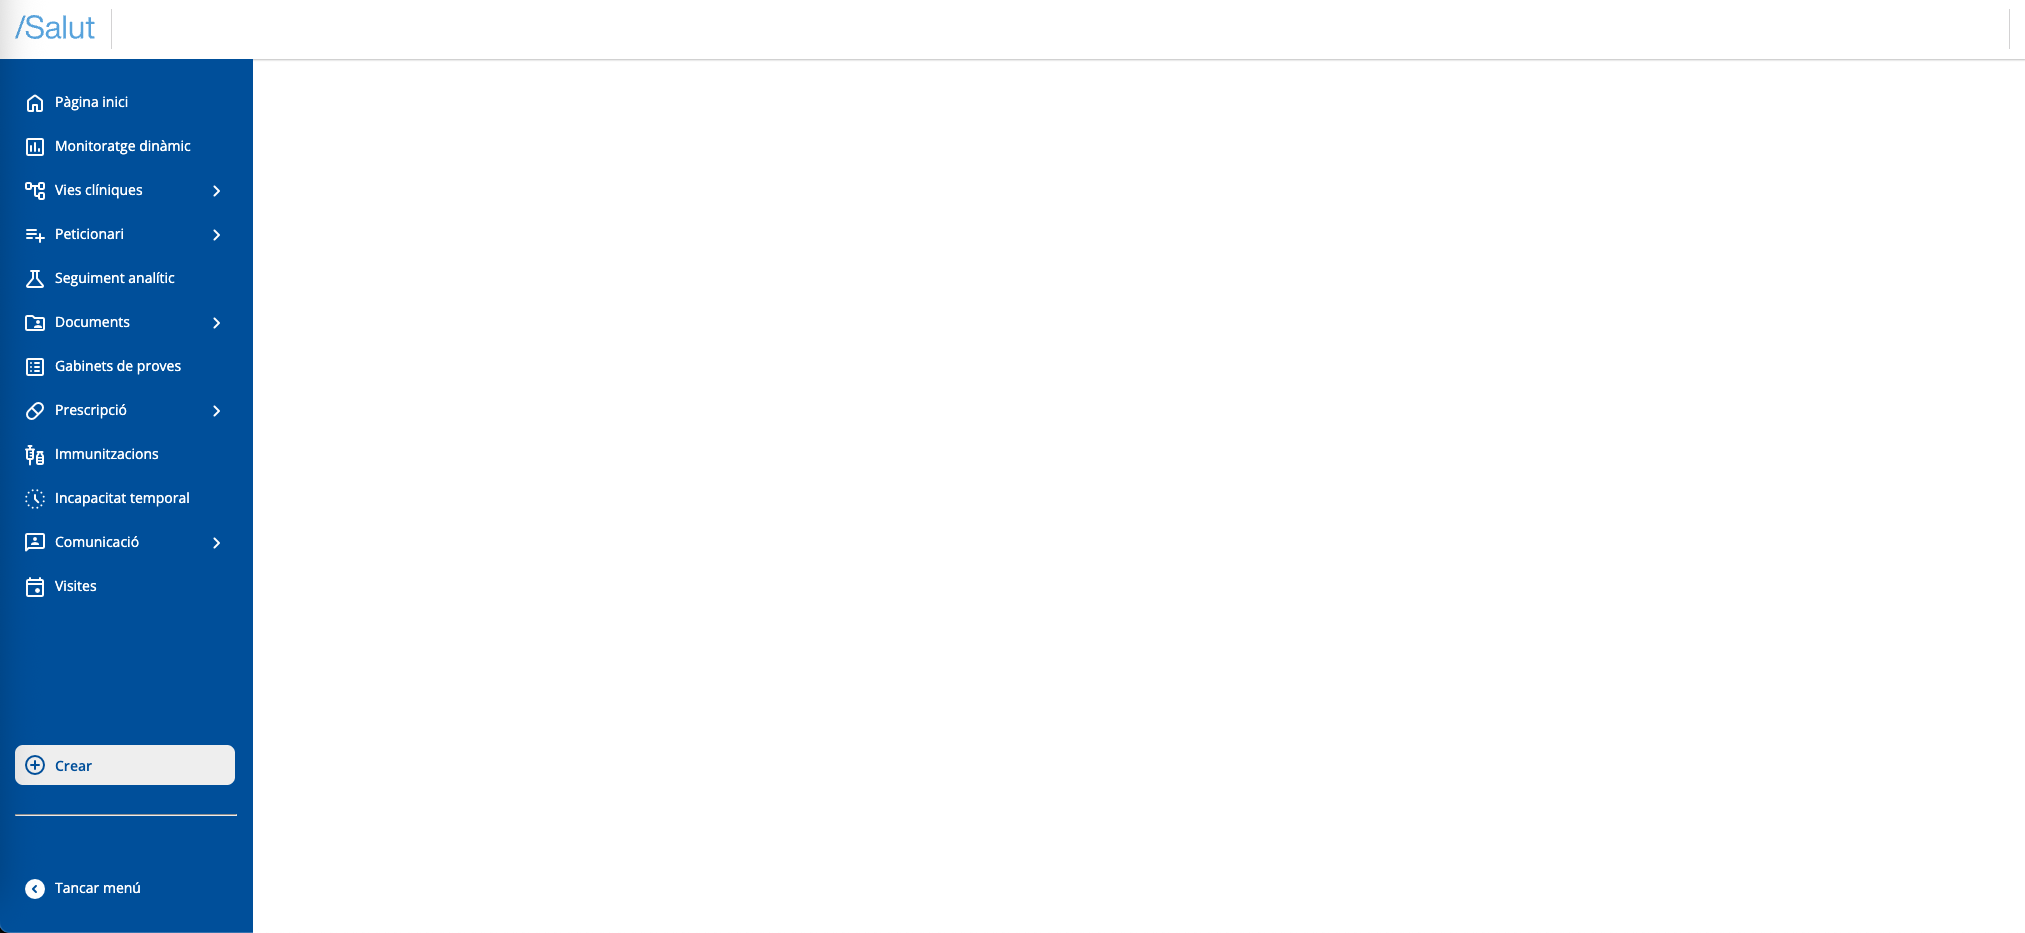 /Salut
Pàgina inici
Monitoratge dinàmic
Vies clíniques
Peticionari
Seguiment analític
Documents
Gabinets de proves
Prescripció
Immunitzacions
Incapacitat temporal
Comunicació
Visites
Crear
Tancar menú